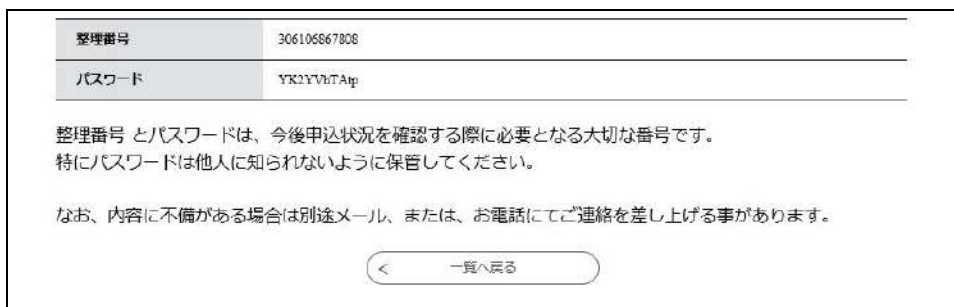 整理番号 306106867808
パスワード YK2YVbTAtp
整理番号 とパスワードは、今後申込状況を確認する際に必要となる大切な番号です。
特にパスワードは他人に知られないように保管してください。
なお、内容に不備がある場合は別途メール、または、お電話にてご連絡を差し上げる事があります。
< 一覧へ戻る